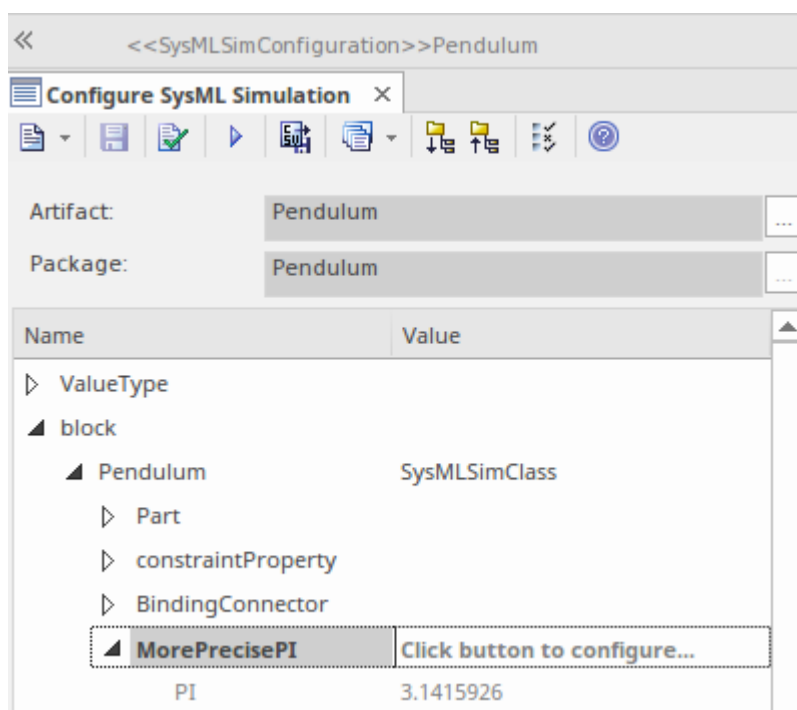 <<SysMLSimConfiguration>>Pendulum
Configure SysML Simulation
Artifact: Pendulum ...
Package: Pendulum ...
Name Value
ValueType
block
Pendulum SysMLSimClass
Part
constraintProperty
BindingConnector
MorePrecisePI Click button to configure...
PI 3.1415926